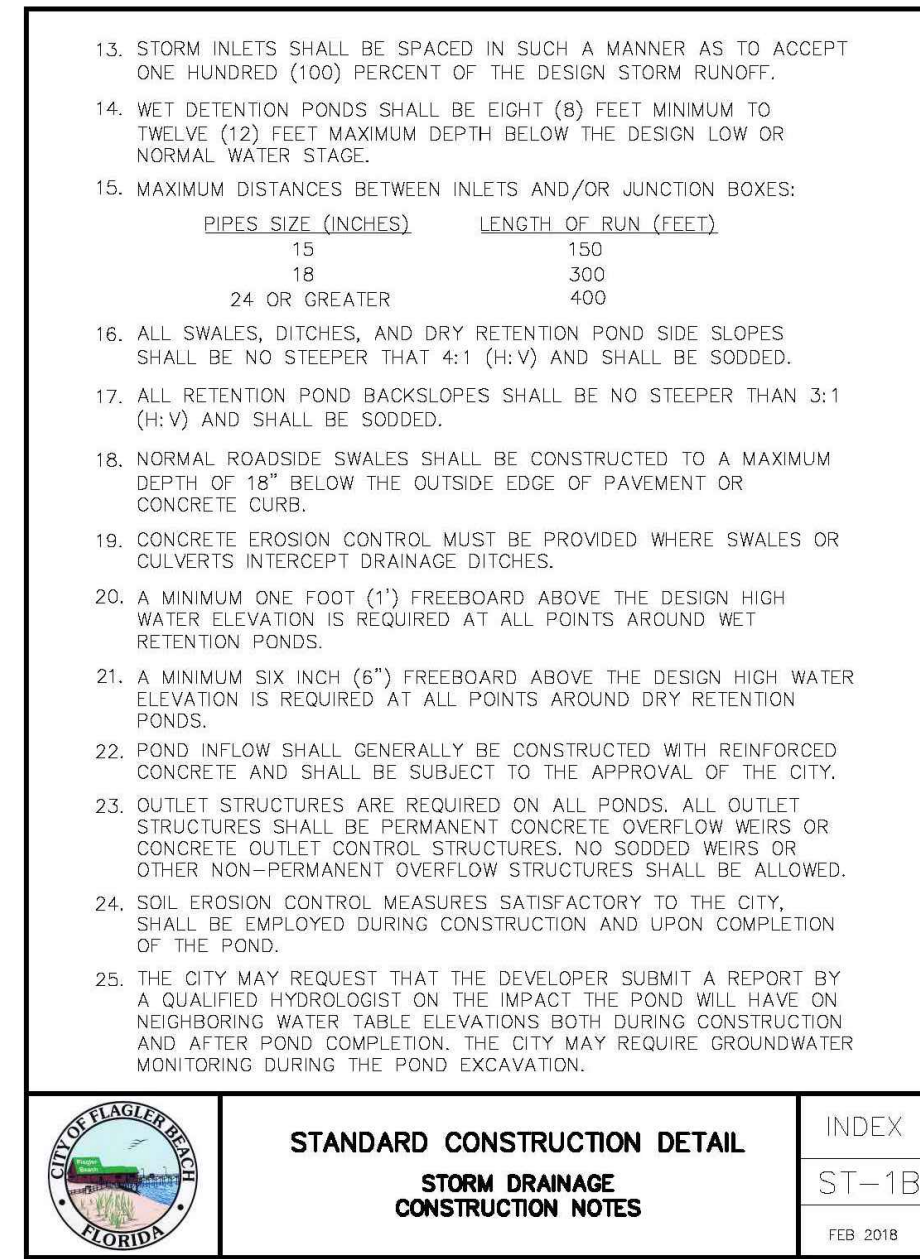 13. STORM INLETS SHALL BE SPACED IN SUCH A MANNER AS TO ACCEPT
ONE HUNDRED (100) PERCENT OF THE DESIGN STORM RUNOFF.
14. WET DETENTION PONDS SHALL BE EIGHT (8) FEET MINIMUM TO
TWELVE (12) FEET MAXIMUM DEPTH BELOW THE DESIGN LOW OR
NORMAL WATER STAGE.
15. MAXIMUM DISTANCES BETWEEN INLETS AND/OR JUNCTION BOXES:
PIPES SIZE (INCHES) LENGTH OF RUN (FEET)
15 150
18 300
24 OR GREATER 400
16. ALL SWALES, DITCHES, AND DRY RETENTION POND SIDE SLOPES
SHALL BE NO STEEPER THAT 4:1 (H:V) AND SHALL BE SODDED.
17. ALL RETENTION POND BACKSLOPES SHALL BE NO STEEPER THAN 3:1
(H:V) AND SHALL BE SODDED.
18. NORMAL ROADSIDE SWALES SHALL BE CONSTRUCTED TO A MAXIMUM
DEPTH OF 18" BELOW THE OUTSIDE EDGE OF PAVEMENT OR
CONCRETE CURB.
19. CONCRETE EROSION CONTROL MUST BE PROVIDED WHERE SWALES OR
CULVERTS INTERCEPT DRAINAGE DITCHES.
20. A MINIMUM ONE FOOT (1') FREEBOARD ABOVE THE DESIGN HIGH
WATER ELEVATION IS REQUIRED AT ALL POINTS AROUND WET
RETENTION PONDS.
21. A MINIMUM SIX INCH (6") FREEBOARD ABOVE THE DESIGN HIGH WATER
ELEVATION IS REQUIRED AT ALL POINTS AROUND DRY RETENTION
PONDS.
22. POND INFLOW SHALL GENERALLY BE CONSTRUCTED WITH REINFORCED
CONCRETE AND SHALL BE SUBJECT TO THE APPROVAL OF THE CITY.
23. OUTLET STRUCTURES ARE REQUIRED ON ALL PONDS. ALL OUTLET
STRUCTURES SHALL BE PERMANENT CONCRETE OVERFLOW WEIRS OR
CONCRETE OUTLET CONTROL STRUCTURES. NO SODDED WEIRS OR
OTHER NON-PERMANENT OVERFLOW STRUCTURES SHALL BE ALLOWED.
24. SOIL EROSION CONTROL MEASURES SATISFACTORY TO THE CITY,
SHALL BE EMPLOYED DURING CONSTRUCTION AND UPON COMPLETION
OF THE POND.
25. THE CITY MAY REQUEST THAT THE DEVELOPER SUBMIT A REPORT BY
A QUALIFIED HYDROLOGIST ON THE IMPACT THE POND WILL HAVE ON
NEIGHBORING WATER TABLE ELEVATIONS BOTH DURING CONSTRUCTION
AND AFTER POND COMPLETION. THE CITY MAY REQUIRE GROUNDWATER
MONITORING DURING THE POND EXCAVATION.
CITY OF FLAGLER BEACH
Flagler
Beach
FLORIDA
STANDARD CONSTRUCTION DETAIL
STORM DRAINAGE
CONSTRUCTION NOTES
INDEX
ST-1B
FEB 2018